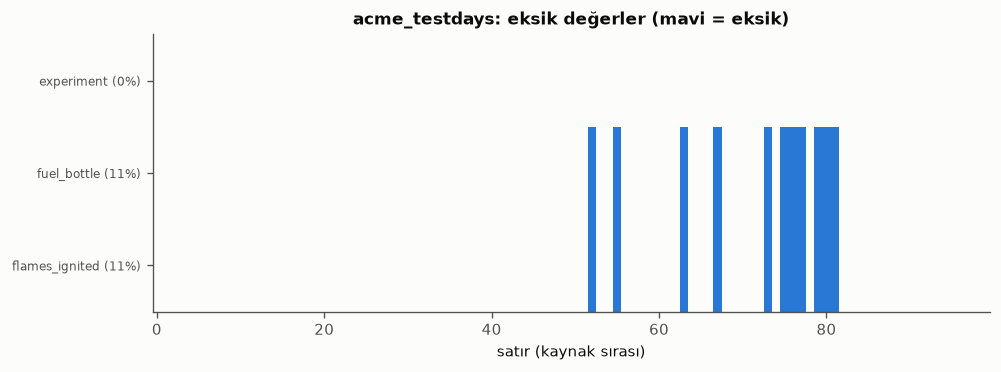 acme_testdays: eksik değerler (mavi = eksik)
experiment (0%)
fuel_bottle (11%)
flames_ignited (11%)
0 20 40 60 80
satır (kaynak sırası)